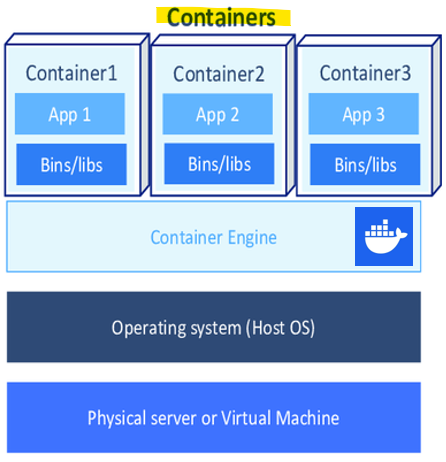 Containers
Container1
Container2
Container3
App 1
App 2
App 3
Bins/libs
Bins/libs
Bins/libs
Container Engine
Operating system (Host OS)
Physical server or Virtual Machine